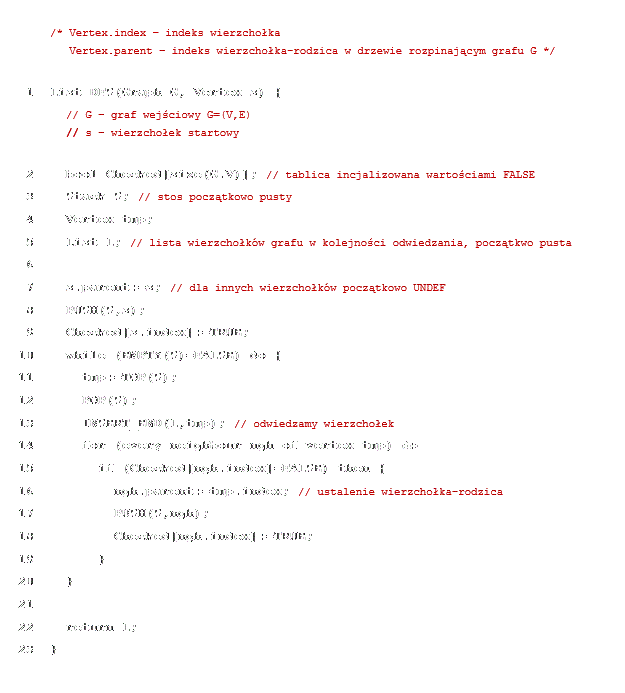 /* Vertex.index – indeks wierzchołka
Vertex.parent – indeks wierzchołka-rodzica w drzewie rozpinającym grafu G */
1 List DFS(Graph G, Vertex s) {
// G – graf wejściowy G=(V,E)
// s – wierzchołek startowy
2 bool Checked[size(G.V)]; // tablica incjalizowana wartościami FALSE
3 Stack S; // stos początkowo pusty
4 Vertex tmp;
5 List L; // lista wierzchołków grafu w kolejności odwiedzania, początkwo pusta
6
7 s.parent:= s; // dla innych wierzchołków początkowo UNDEF
8 PUSH(S,s);
9 Checked[s.index]:=TRUE;
10 while (EMPTY(S)=FALSE) do {
11 tmp:=TOP(S);
12 POP(S);
13 INSERT_END(L,tmp); // odwiedzamy wierzchołek
14 for (every neighbour ngh of vertex tmp) do
15 if (Checked[ngh.index]=FALSE) then {
16 ngh.parent:=tmp.index; // ustalenie wierzchołka-rodzica
17 PUSH(S,ngh);
18 Checked[ngh.index]:=TRUE;
19 }
20 }
21
22 return L;
23 }